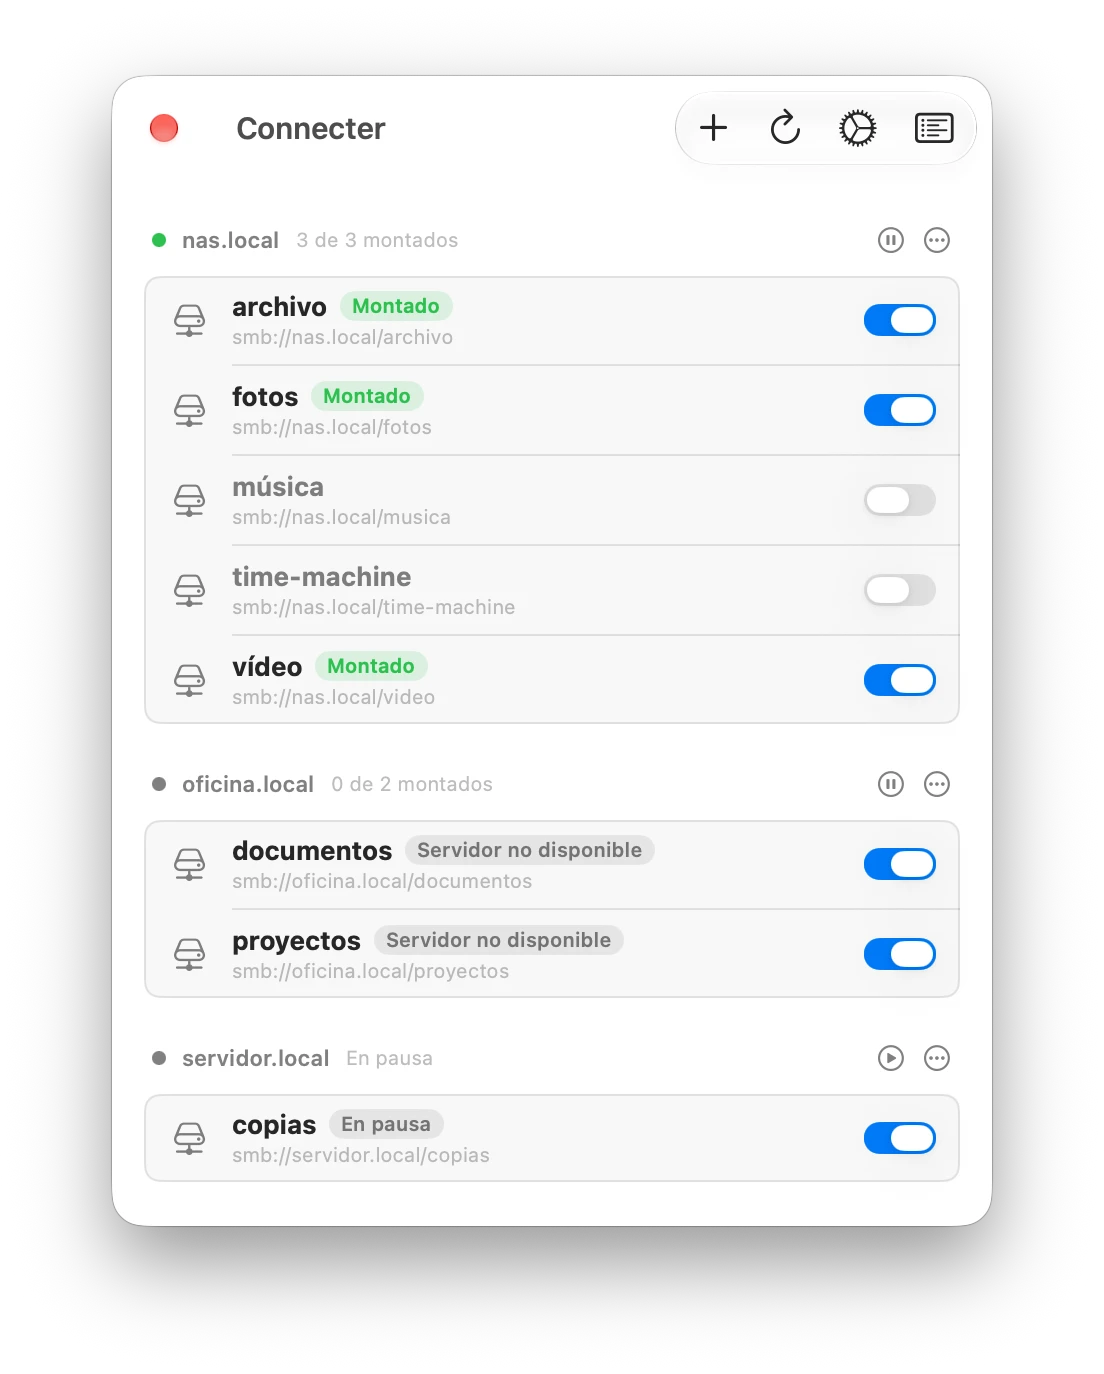 Connecter
nas.local 3 de 3 montados
archivo Montado
smb://nas.local/archivo
fotos Montado
smb://nas.local/fotos
música
smb://nas.local/musica
time-machine
smb://nas.local/time-machine
vídeo Montado
smb://nas.local/video
oficina.local 0 de 2 montados
documentos Servidor no disponible
smb://oficina.local/documentos
proyectos Servidor no disponible
smb://oficina.local/proyectos
servidor.local En pausa
copias En pausa
smb://servidor.local/copias